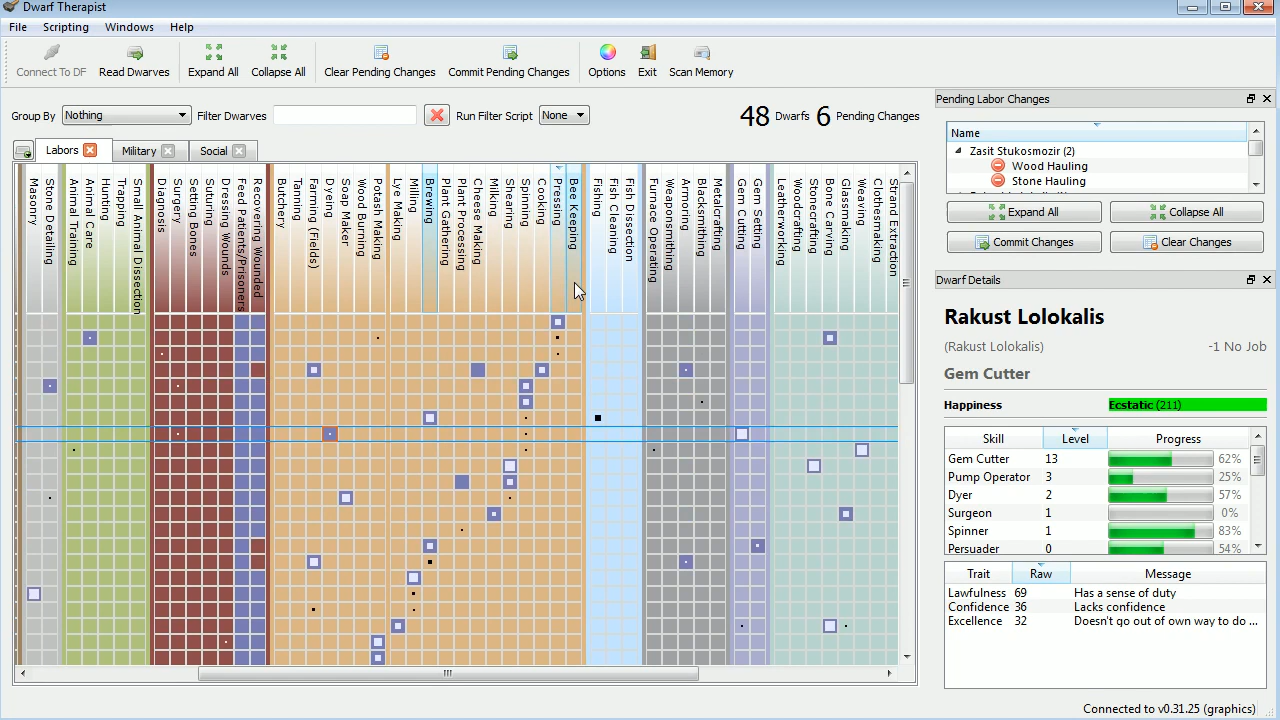 Dwarf Therapist
File Scripting Windows Help
Connect To DF Read Dwarves Expand All Collapse All Clear Pending Changes Commit Pending Changes Options Exit Scan Memory
Group By Nothing Filter Dwarves Run Filter Script None 48 Dwarfs 6 Pending Changes
Labors Military Social
Masonry
Stone Detailing
Animal Training
Animal Care
Hunting
Trapping
Small Animal Dissection
Diagnosis
Surgery
Setting Bones
Suturing
Dressing Wounds
Feed Patients/Prisoners
Recovering Wounded
Butchery
Tanning
Farming (Fields)
Dyeing
Soap Maker
Wood Burning
Potash Making
Lye Making
Milling
Brewing
Plant Gathering
Plant Processing
Cheese Making
Milking
Shearing
Spinning
Cooking
Pressing
Bee Keeping
Fishing
Fish Cleaning
Fish Dissection
Furnace Operating
Weaponsmithing
Armoring
Blacksmithing
Metalcrafting
Gem Cutting
Gem Setting
Leatherworking
Woodcrafting
Stonecrafting
Bone Carving
Glassmaking
Weaving
Clothesmaking
Strand Extraction
Pending Labor Changes
Name
Zasit Stukosmozir (2)
Wood Hauling
Stone Hauling
Expand All Collapse All
Commit Changes Clear Changes
Dwarf Details
Rakust Lolokalis
(Rakust Lolokalis) -1 No Job
Gem Cutter
Happiness Ecstatic (211)
Skill Level Progress
Gem Cutter 13 62%
Pump Operator 3 25%
Dyer 2 57%
Surgeon 1 0%
Spinner 1 83%
Persuader 0 54%
Trait Raw Message
Lawfulness 69 Has a sense of duty
Confidence 36 Lacks confidence
Excellence 32 Doesn't go out of own way to do ...
Connected to v0.31.25 (graphics)